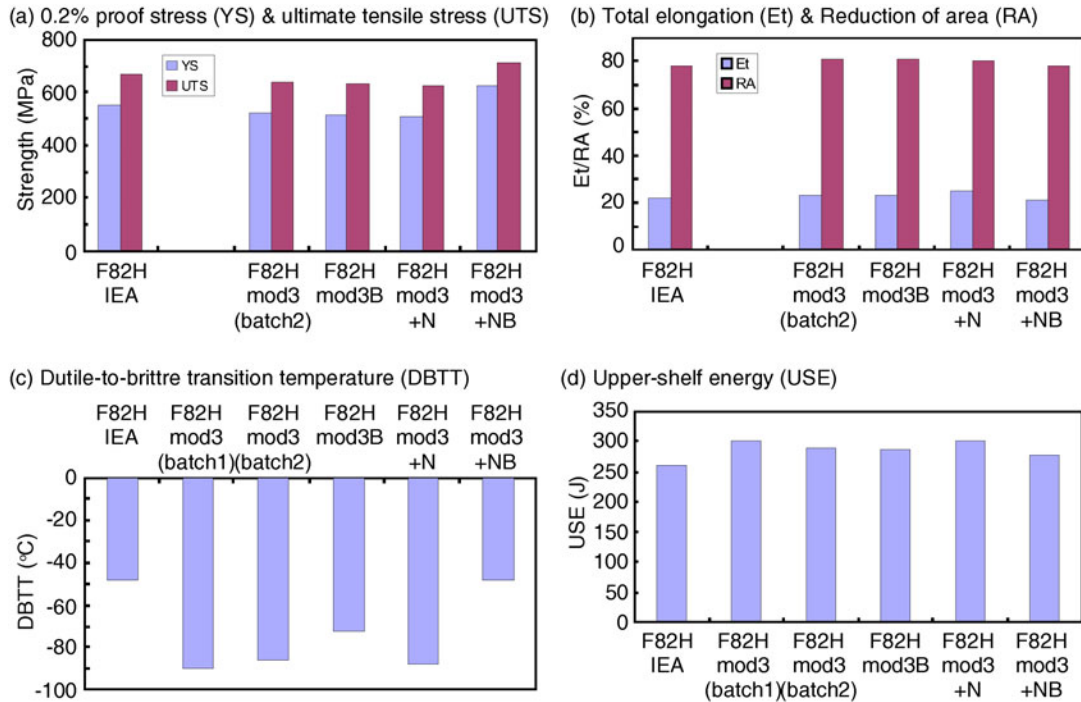 (a) 0.2% proof stress (YS) & ultimate tensile stress (UTS)
800
600
400
200
0
Strength (MPa)
YS
UTS
F82H F82H F82H F82H F82H
IEA mod3 mod3B mod3 mod3
(batch2) +N +NB
(b) Total elongation (Et) & Reduction of area (RA)
80
60
40
20
0
Et/RA (%)
Et
RA
F82H F82H F82H F82H F82H
IEA mod3 mod3B mod3 mod3
(batch2) +N +NB
(c) Dutile-to-brittre transition temperature (DBTT)
F82H F82H F82H F82H F82H F82H
IEA mod3 mod3 mod3B mod3 mod3
(batch1) (batch2) +N +NB
0
-20
-40
-60
-80
-100
DBTT (°C)
(d) Upper-shelf energy (USE)
350
300
250
200
150
100
50
0
USE (J)
F82H F82H F82H F82H F82H F82H
IEA mod3 mod3 mod3B mod3 mod3
(batch1) (batch2) +N +NB